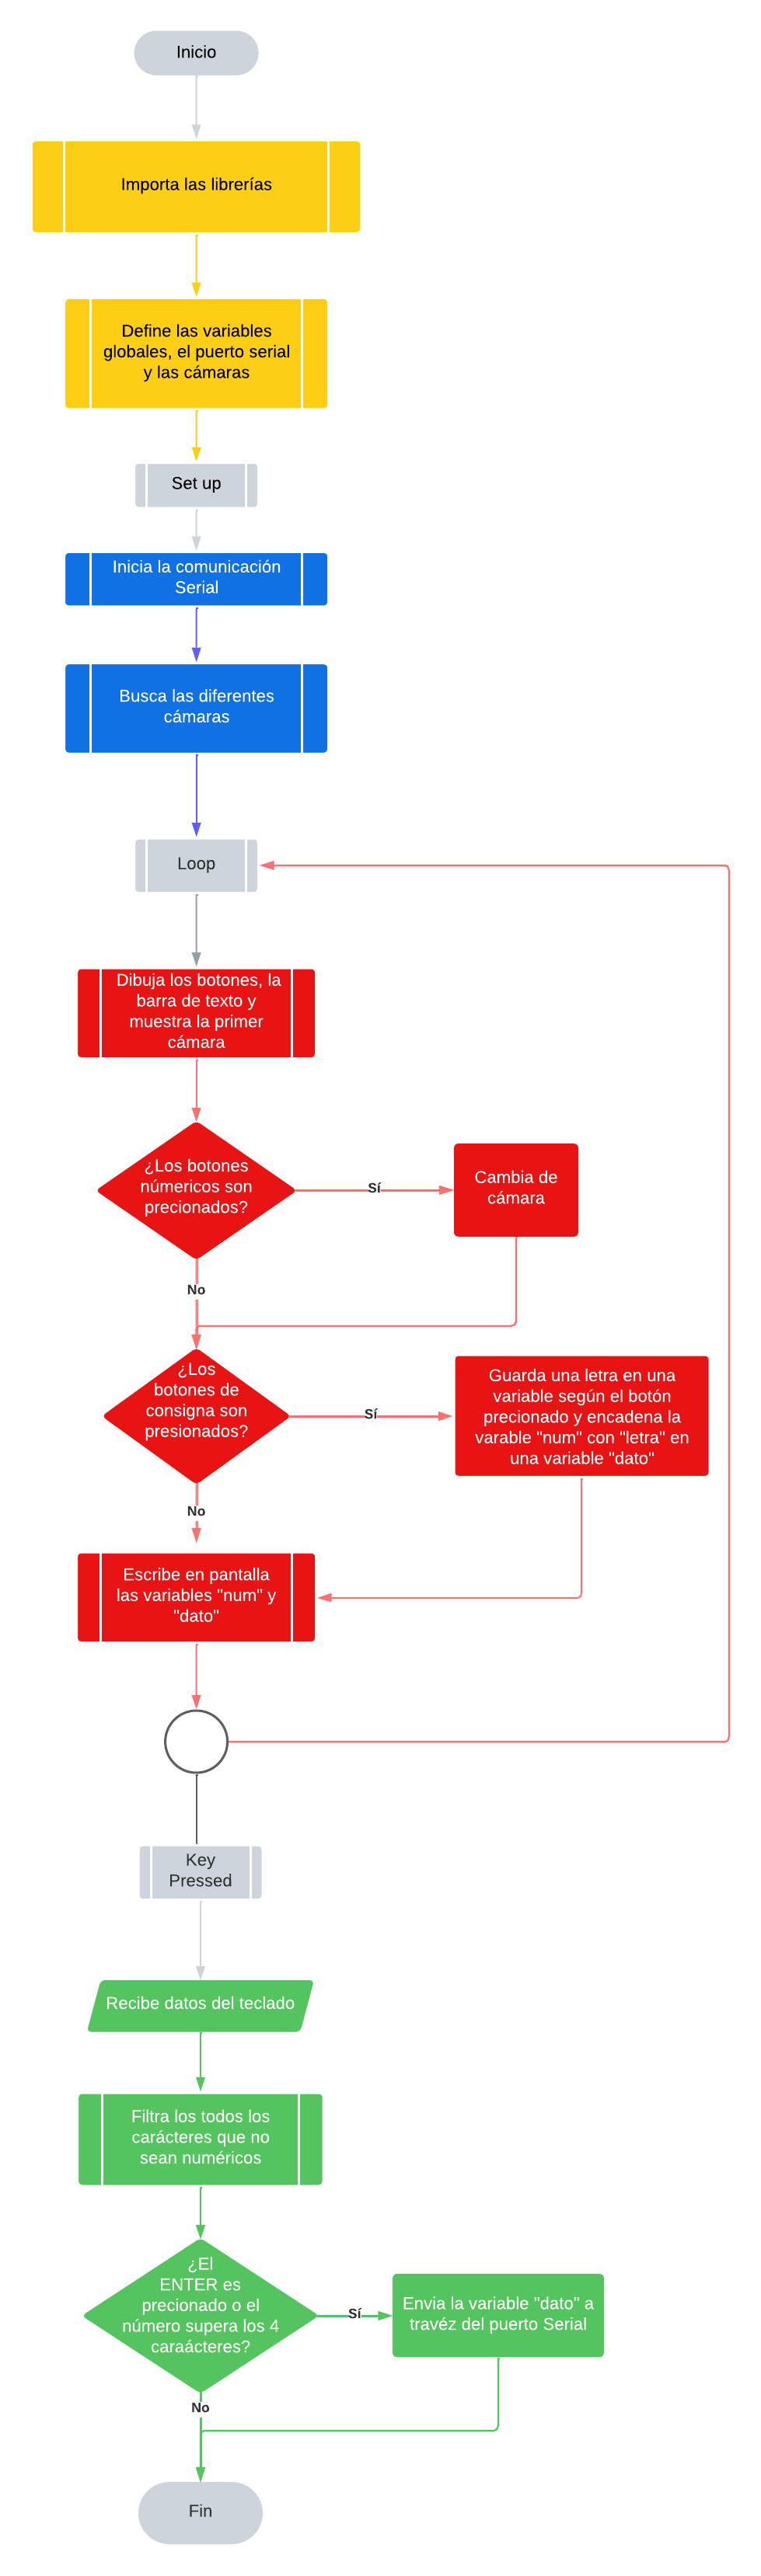 Inicio
Importa las librerías
Define las variables
globales, el puerto serial
y las cámaras
Set up
Inicia la comunicación
Serial
Busca las diferentes
cámaras
Loop
Dibuja los botones, la
barra de texto y
muestra la primer
cámara
¿Los botones
númericos son
precionados?
Sí
Cambia de
cámara
No
¿Los
botones de
consigna son
presionados?
Sí
Guarda una letra en una
variable según el botón
precionado y encadena la
varable "num" con "letra" en
una variable "dato"
No
Escribe en pantalla
las variables "num" y
"dato"
Key
Pressed
Recibe datos del teclado
Filtra los todos los
carácteres que no
sean numéricos
¿El
ENTER es
precionado o el
número supera los 4
caraácteres?
Sí
Envia la variable "dato" a
travéz del puerto Serial
No
Fin